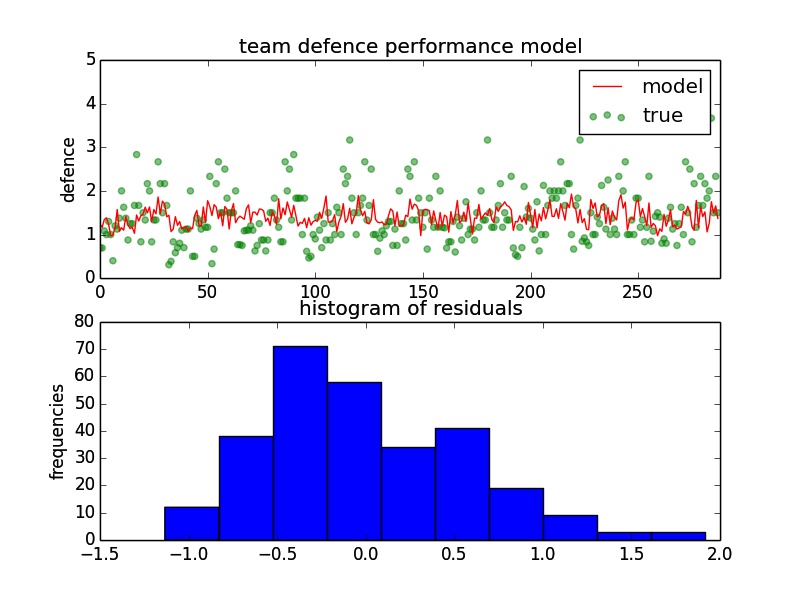 team defence performance model
5
4
3
2
1
0
defence
model
true
0 50 100 150 200 250
histogram of residuals
80
70
60
50
40
30
20
10
0
frequencies
−1.5 −1.0 −0.5 0.0 0.5 1.0 1.5 2.0